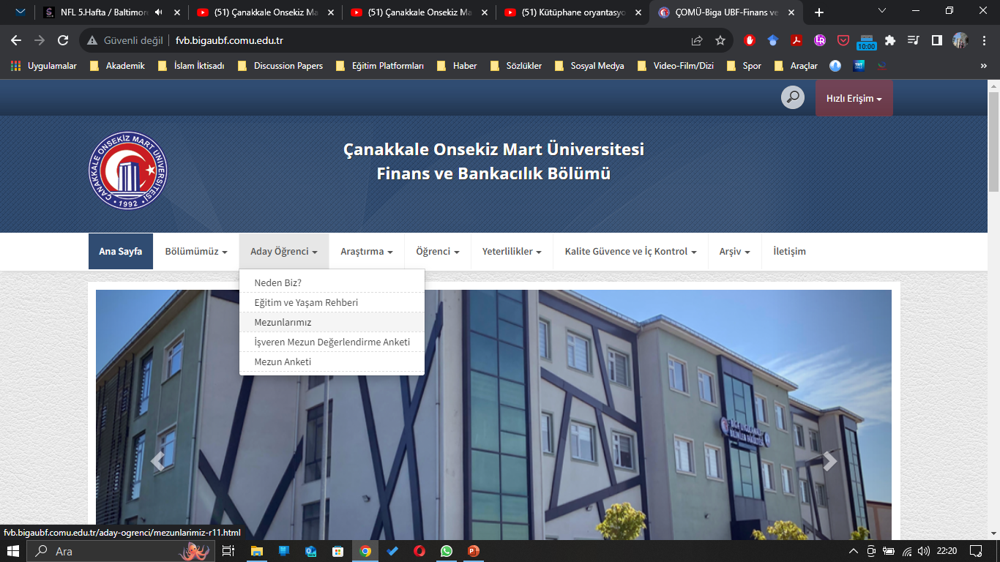 NFL 5.Hafta / Baltimore
(51) Çanakkale Onsekiz Ma
(51) Çanakkale Onsekiz Ma
(51) Kütüphane oryantasyo
ÇOMÜ-Biga UBF-Finans ve
Güvenli değil
fvb.bigaubf.comu.edu.tr
10:00
Uygulamalar
Akademik
İslam İktisadı
Discussion Papers
Eğitim Platformları
Haber
Sözlükler
Sosyal Medya
Video-Film/Dizi
Spor
Araçlar
Hızlı Erişim
ÇANAKKALE ONSEKİZ MART ÜNİVERSİTESİ
1992
Çanakkale Onsekiz Mart Üniversitesi
Finans ve Bankacılık Bölümü
Ana Sayfa
Bölümümüz
Aday Öğrenci
Araştırma
Öğrenci
Yeterlilikler
Kalite Güvence ve İç Kontrol
Arşiv
İletişim
Neden Biz?
Eğitim ve Yaşam Rehberi
Mezunlarımız
İşveren Mezun Değerlendirme Anketi
Mezun Anketi
fvb.bigaubf.comu.edu.tr/aday-ogrenci/mezunlarimiz-r11.html
Ara
22:20